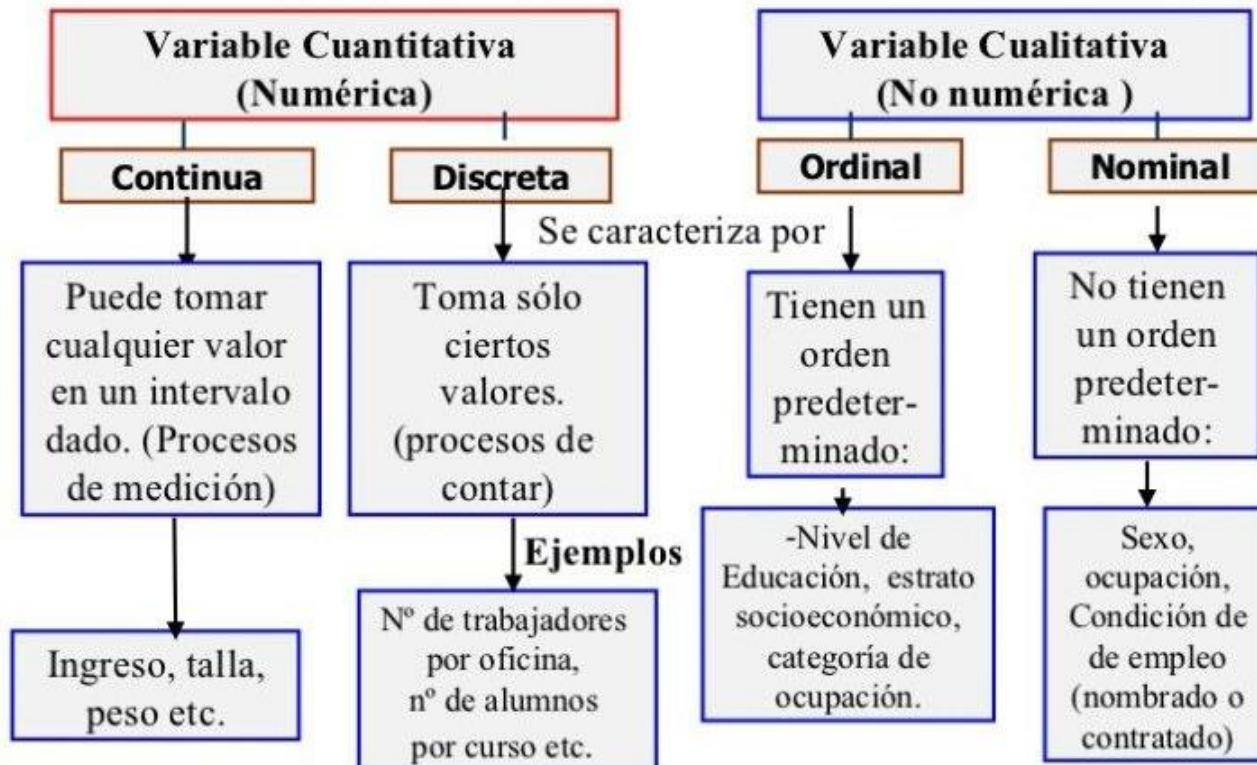 Variable Cuantitativa
(Numérica)
Variable Cualitativa
(No numérica )
Continua
Discreta
Ordinal
Nominal
Se caracteriza por
Puede tomar
cualquier valor
en un intervalo
dado. (Procesos
de medición)
Toma sólo
ciertos
valores.
(procesos de
contar)
Tienen un
orden
predeter-
minado:
No tienen
un orden
predeter-
minado:
Ejemplos
Ingreso, talla,
peso etc.
Nº de trabajadores
por oficina,
nº de alumnos
por curso etc.
-Nivel de
Educación, estrato
socioeconómico,
categoría de
ocupación.
Sexo,
ocupación,
Condición de
de empleo
(nombrado o
contratado)